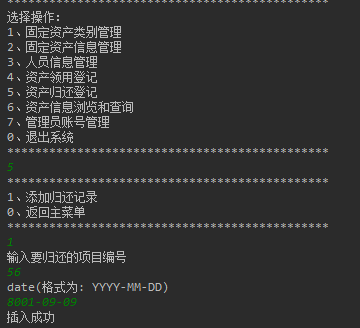 **********************************************
选择操作:
1、固定资产类别管理
2、固定资产信息管理
3、人员信息管理
4、资产领用登记
5、资产归还登记
6、资产信息浏览和查询
7、管理员账号管理
0、退出系统
**********************************************
5
**********************************************
1、添加归还记录
0、返回主菜单
**********************************************
1
输入要归还的项目编号
56
date(格式为: YYYY-MM-DD)
8001-09-09
插入成功